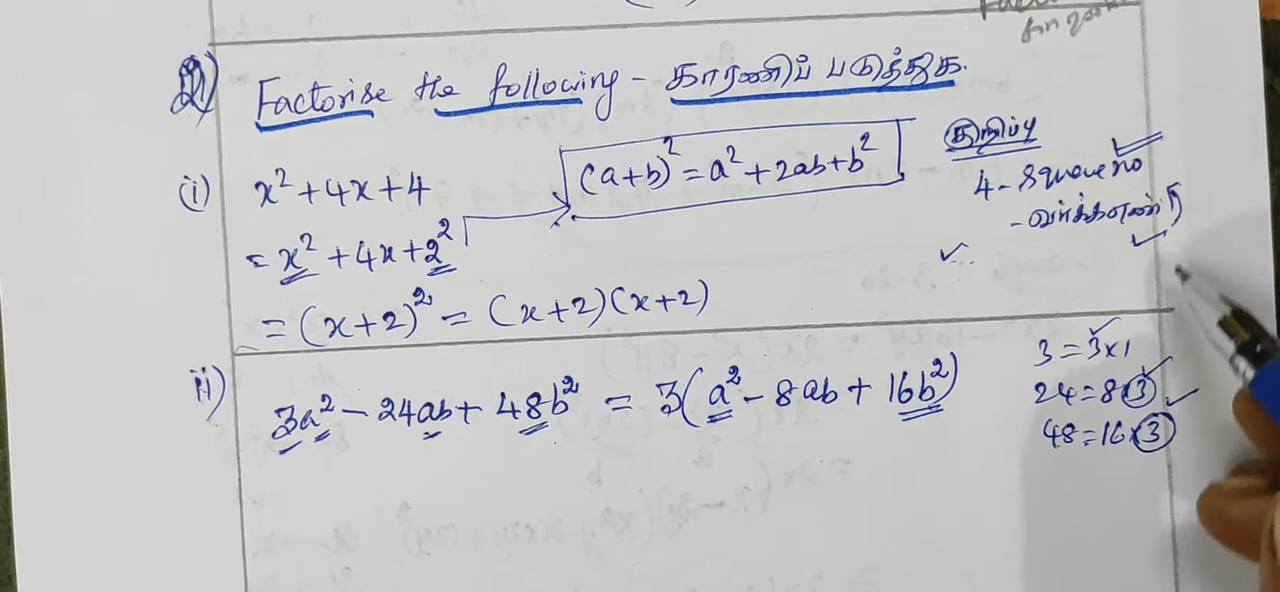 2) Factorise the following - காரணிப் படுத்துக.
(i) x² + 4x + 4
(a+b)² = a² + 2ab + b²
குறிப்பு
4 - Square no
- வர்க்கஎண்
= x² + 4x + 2²
= (x+2)² = (x+2)(x+2)
ii) 3a² - 24ab + 48b² = 3(a² - 8ab + 16b²)
3 = 3×1
24 = 8×3
48 = 16×3